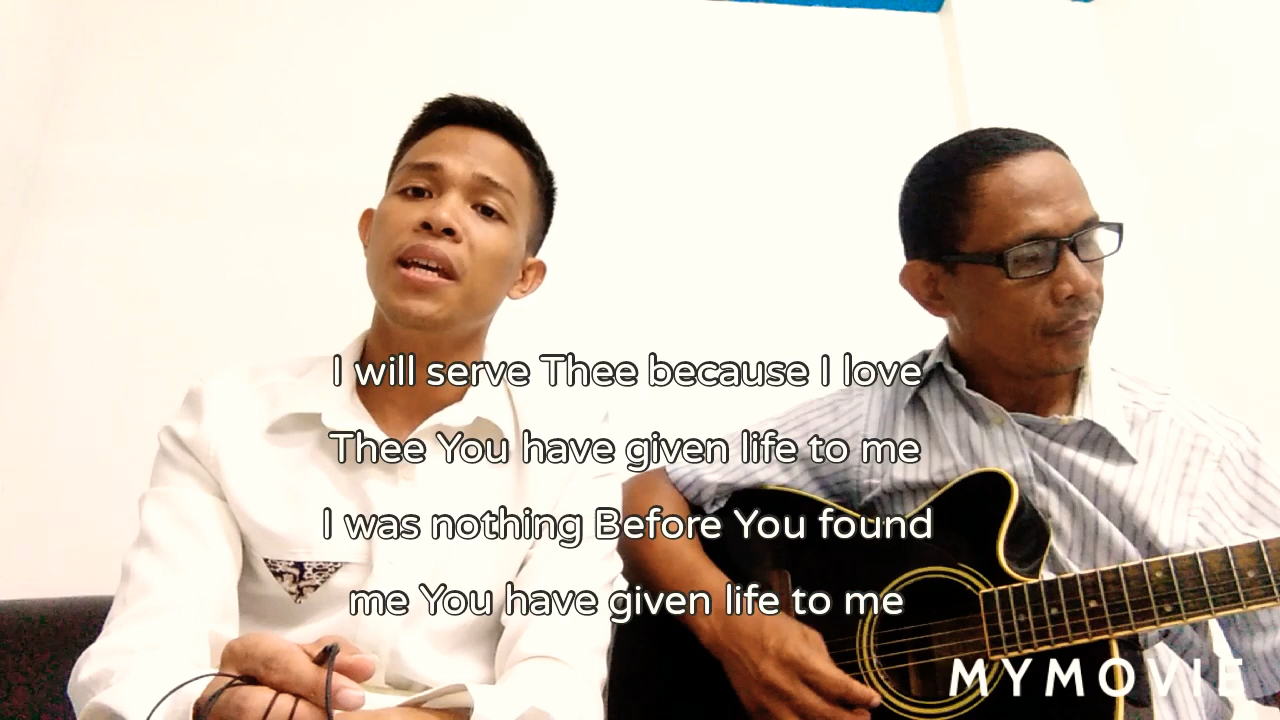 I will serve Thee because I love
Thee You have given life to me
I was nothing Before You found
me You have given life to me
MYMOVIE